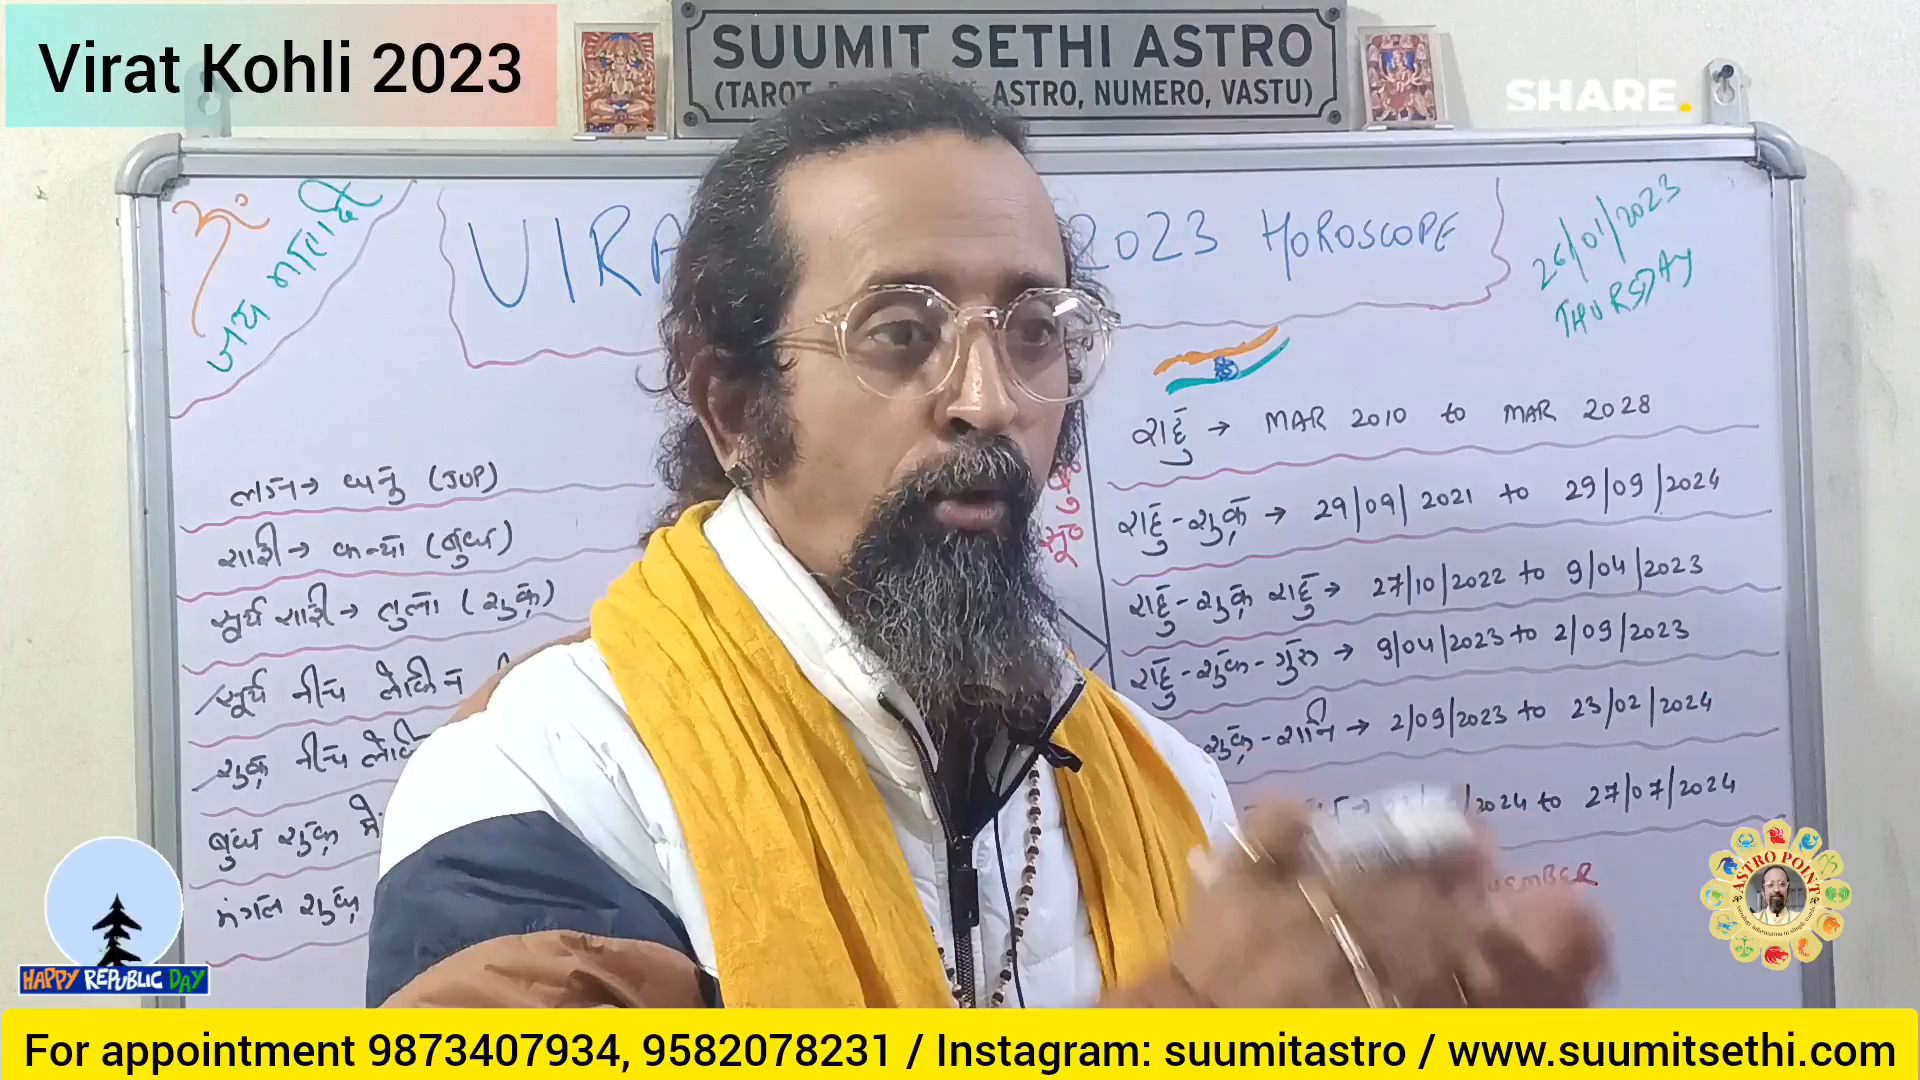 Virat Kohli 2023
SUUMIT SETHI ASTRO
(TAROT, ASTRO, NUMERO, VASTU)
SHARE.
जय माता दी
VIRA 2023 HOROSCOPE
26/01/2023
THURSDAY
लग्न → धनु (JUP)
राशि → कन्या (बुध)
सूर्य राशि → तुला (शुक्र)
सूर्य नीच लेकिन
शुक्र नीच लेकि
बुध शुक्र में
मंगल शुक्र
राहु → MAR 2010 to MAR 2028
राहु - शुक्र → 29/09/2021 to 29/09/2024
राहु - शुक्र राहु → 27/10/2022 to 9/04/2023
राहु - शुक्र - गुरु → 9/04/2023 to 2/09/2023
शुक्र - शनि → 2/09/2023 to 23/02/2024
2024 to 27/07/2024
ASTRO POINT
HAPPY REPUBLIC DAY
For appointment 9873407934, 9582078231 / Instagram: suumitastro / www.suumitsethi.com